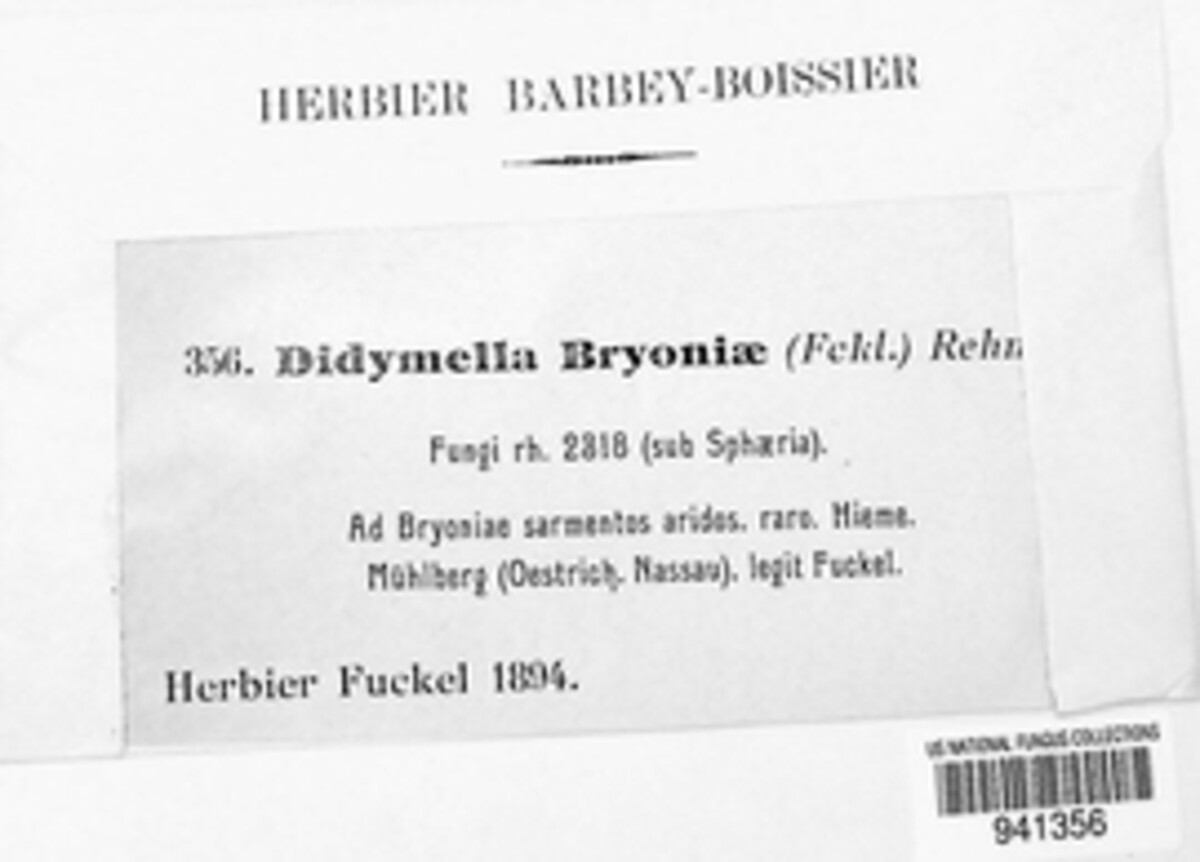 HERBIER BARBEY-BOISSIER
356. Didymella Bryoniæ (Fckl.) Rehm
Fungi rh. 2318 (sub Sphæria).
Ad Bryoniae sarmentos aridos. raro. Hieme.
Mühlberg (Oestrich. Nassau). legit Fuckel.
Herbier Fuckel 1894.
US NATIONAL FUNGUS COLLECTIONS
941356